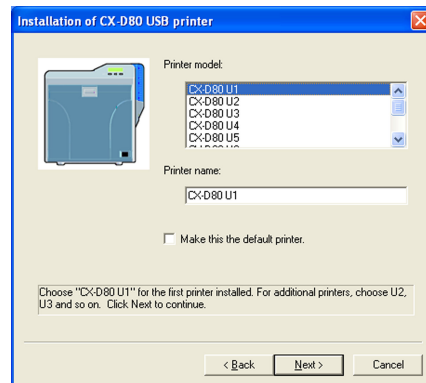 Installation of CX-D80 USB printer
Printer model:
CX-D80 U1
CX-D80 U2
CX-D80 U3
CX-D80 U4
CX-D80 U5
Printer name:
CX-D80 U1
Make this the default printer.
Choose "CX-D80 U1" for the first printer installed. For additional printers, choose U2,
U3 and so on. Click Next to continue.
< Back
Next >
Cancel